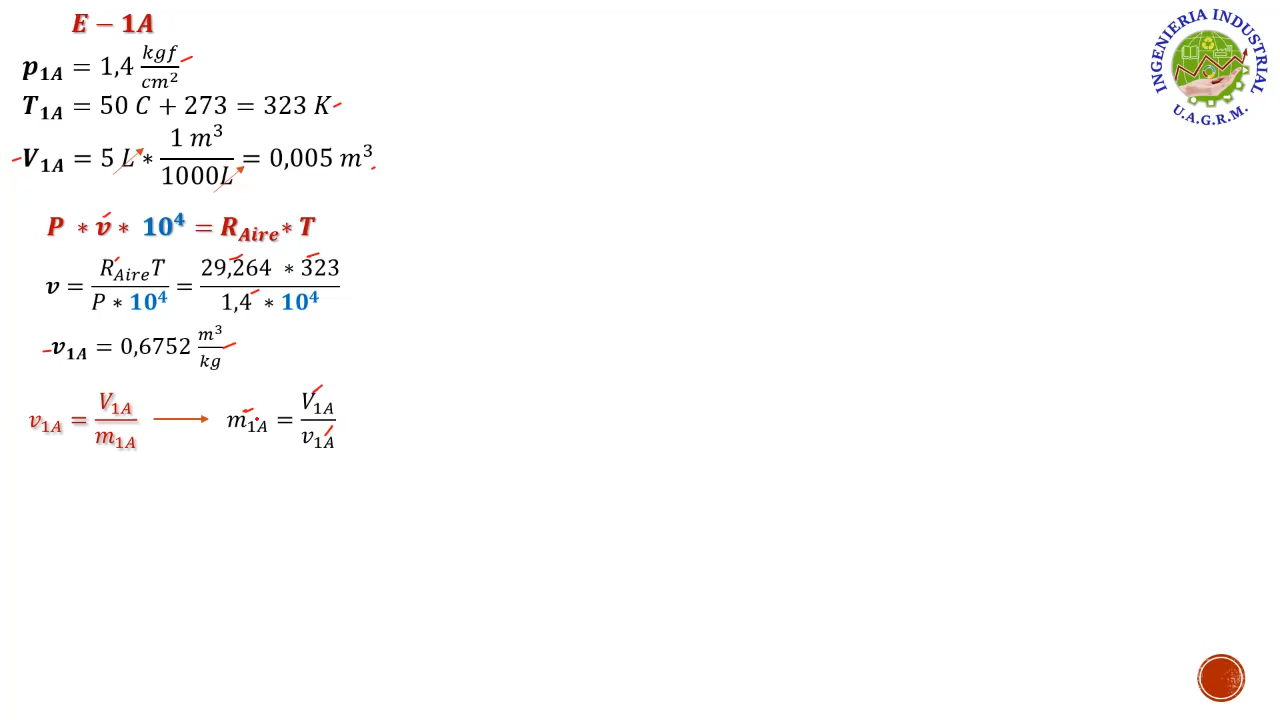 E − 1A
p₁A = 1,4 kgf/cm²
T₁A = 50 C + 273 = 323 K
V₁A = 5 L ∗ 1 m³/1000L = 0,005 m³
P ∗ v ∗ 10⁴ = R_Aire ∗ T
v = R_Aire T/P ∗ 10⁴ = 29,264 ∗ 323/1,4 ∗ 10⁴
v₁A = 0,6752 m³/kg
v₁A = V₁A/m₁A → m₁A = V₁A/v₁A
INGENIERIA INDUSTRIAL
U.A.G.R.M.